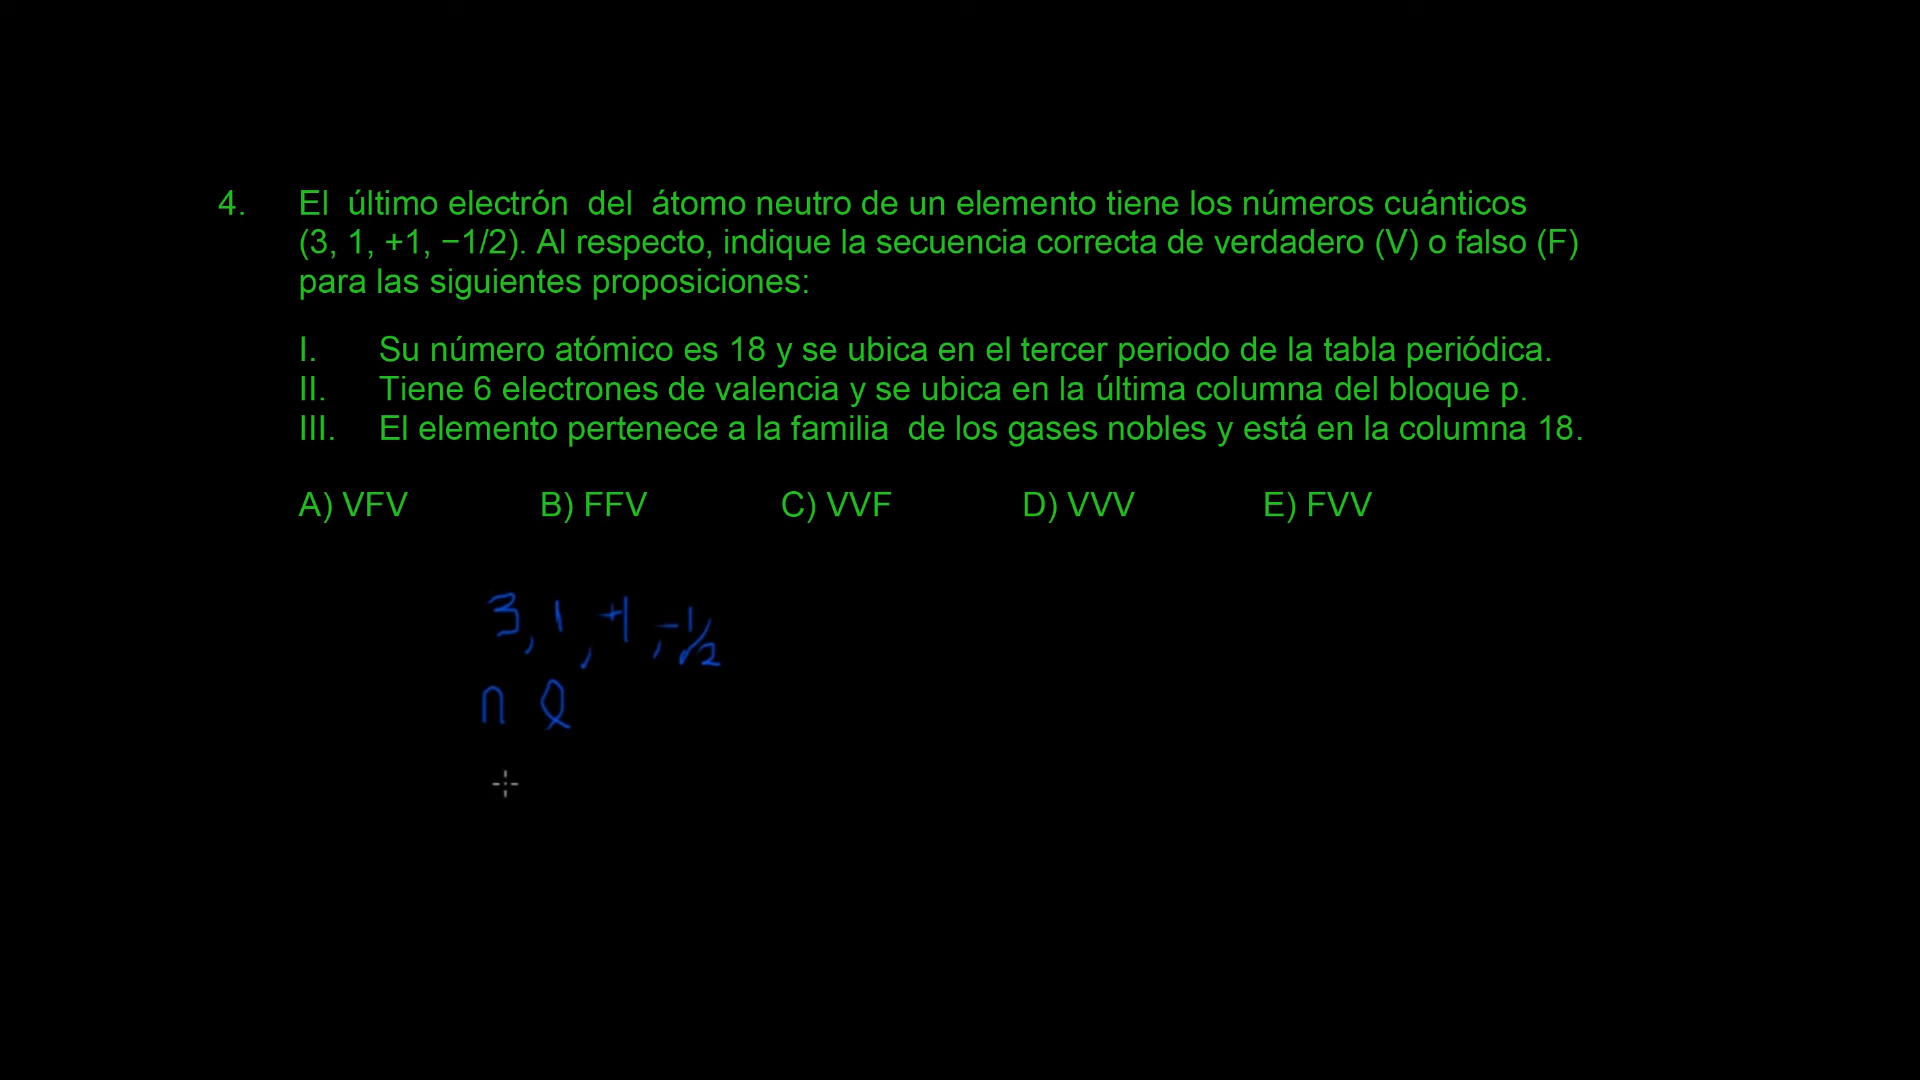 4. El último electrón del átomo neutro de un elemento tiene los números cuánticos
(3, 1, +1, −1/2). Al respecto, indique la secuencia correcta de verdadero (V) o falso (F)
para las siguientes proposiciones:
I. Su número atómico es 18 y se ubica en el tercer periodo de la tabla periódica.
II. Tiene 6 electrones de valencia y se ubica en la última columna del bloque p.
III. El elemento pertenece a la familia de los gases nobles y está en la columna 18.
A) VFV B) FFV C) VVF D) VVV E) FVV
3, 1, +1, -1/2
n l